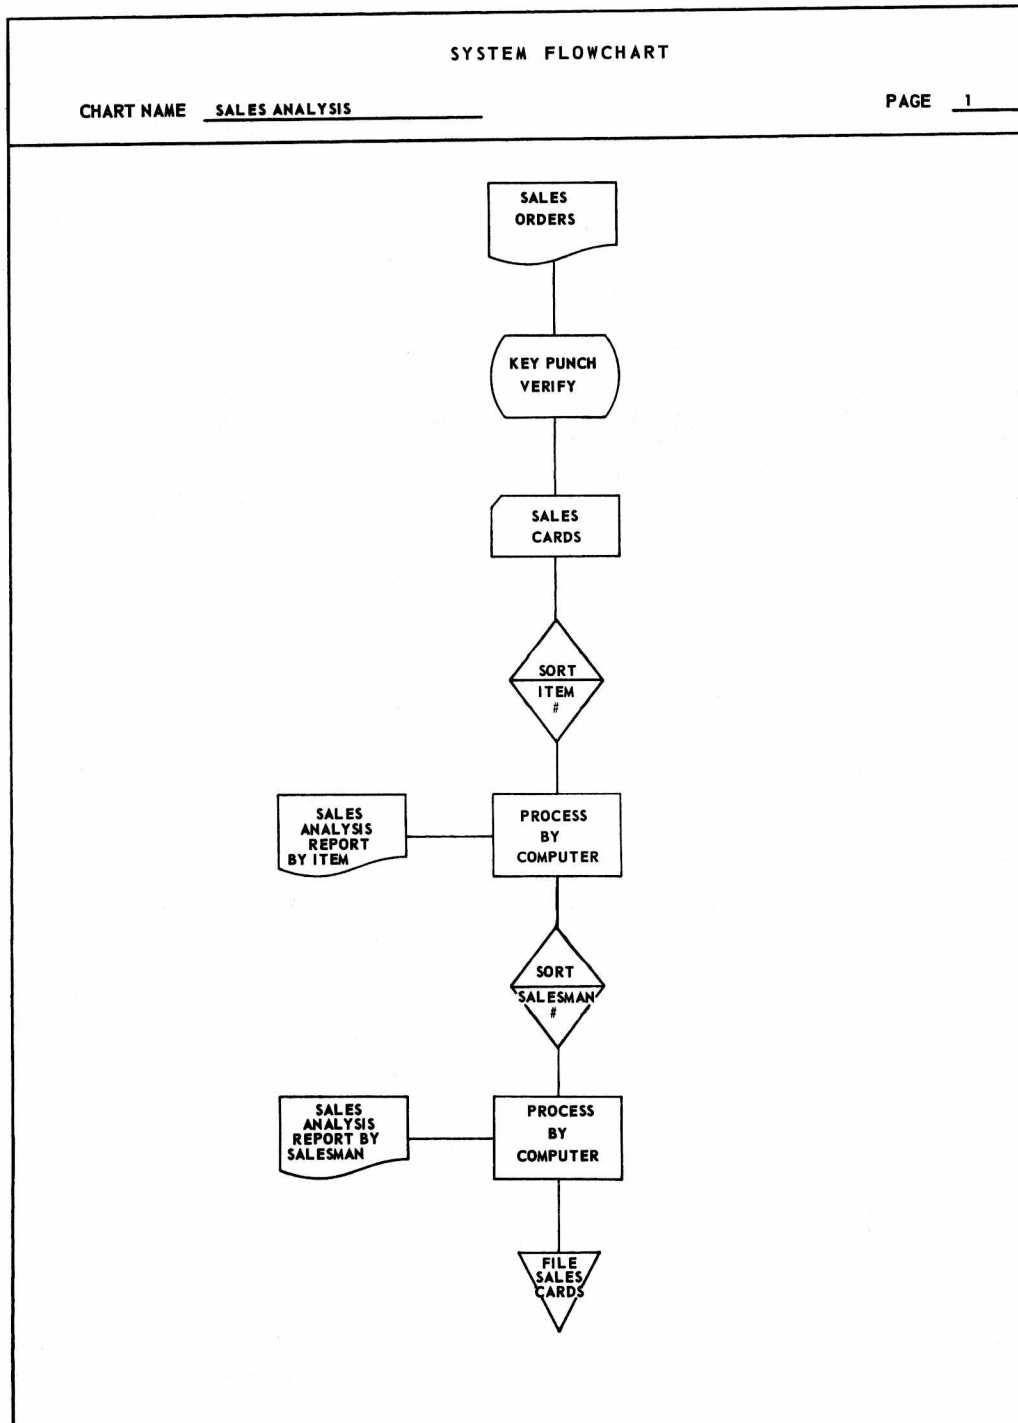 SYSTEM FLOWCHART
CHART NAME SALES ANALYSIS
PAGE 1
SALES
ORDERS
KEY PUNCH
VERIFY
SALES
CARDS
SORT
ITEM
#
SALES
ANALYSIS
REPORT
BY ITEM
PROCESS
BY
COMPUTER
SORT
SALESMAN
#
SALES
ANALYSIS
REPORT BY
SALESMAN
PROCESS
BY
COMPUTER
FILE
SALES
CARDS